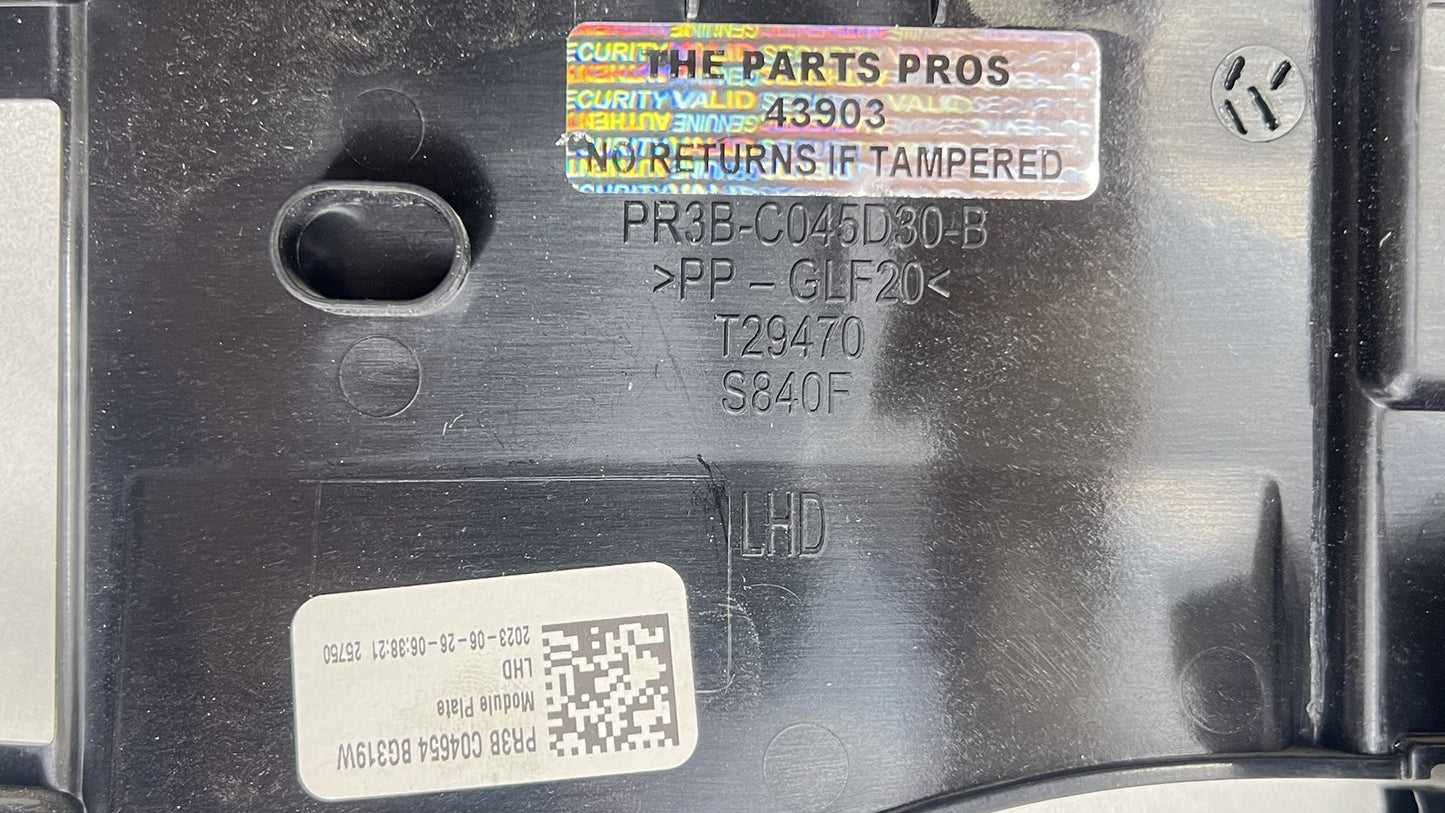 THE PARTS PROS
43903
NO RETURNS IF TAMPERED
PR3B-C045D30-B
>PP - GLF20<
T29470
S840F
LHD
PR3B C04654 BG319W
Module Plate
LHD
2023-06-26-06:38:21 25750